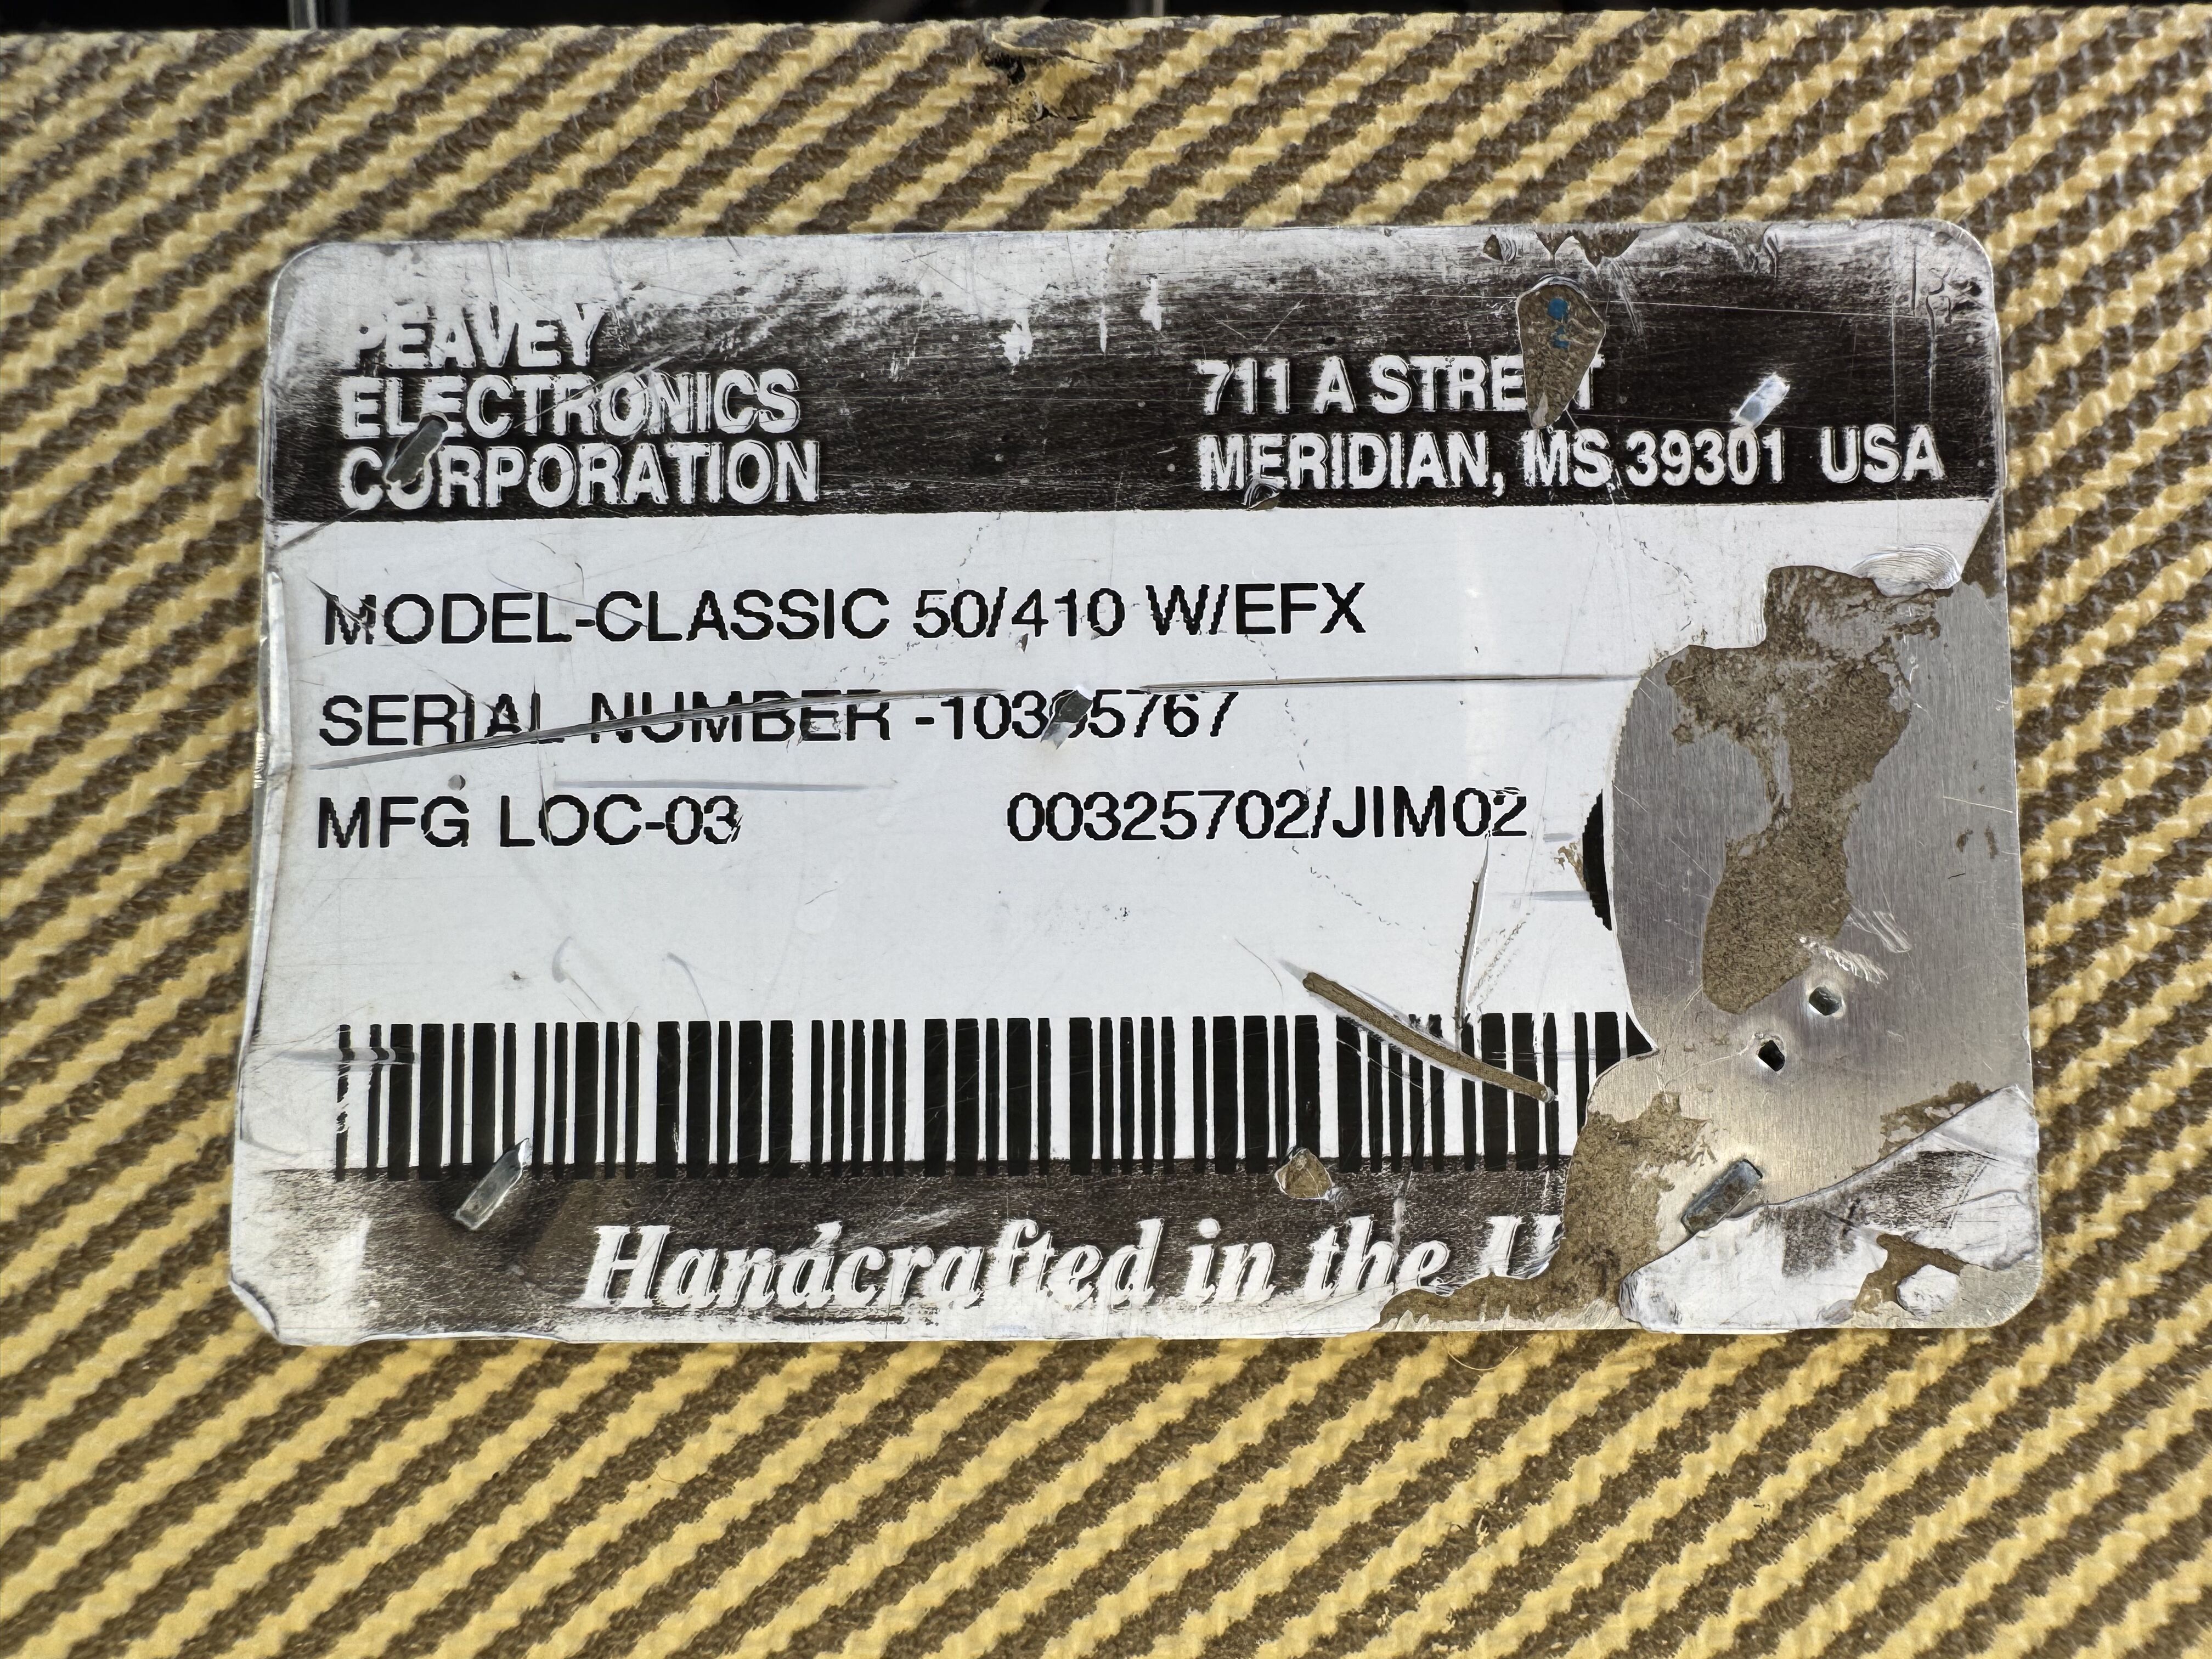 PEAVEY
ELECTRONICS
CORPORATION
711 A STREET
MERIDIAN, MS 39301 USA
MODEL-CLASSIC 50/410 W/EFX
SERIAL NUMBER
MFG LOC-03 00325702/JIM02
Handcrafted in the